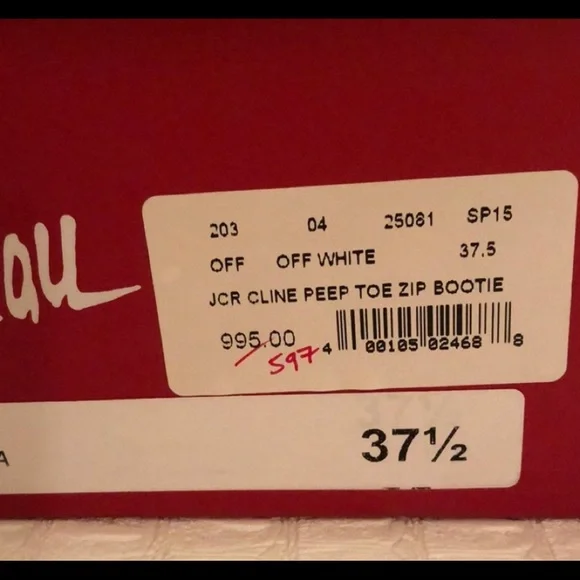 au
203 04 25081 SP15
OFF OFF WHITE 37.5
JCR CLINE PEEP TOE ZIP BOOTIE
995.00
597
4 00105 02468 8
A
37½